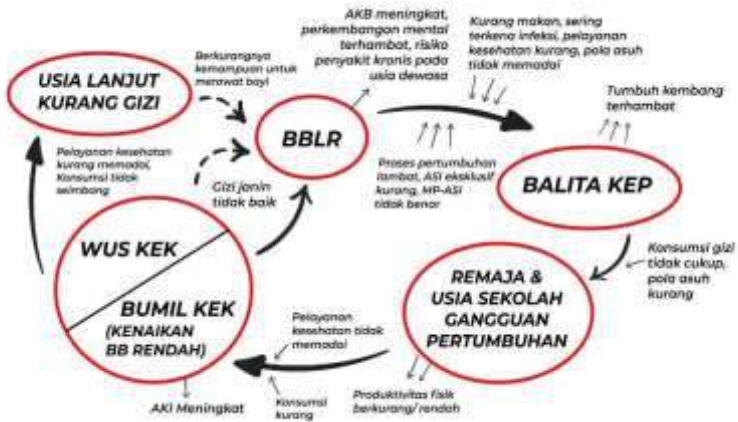 AKB meningkat,
perkembangan mental
terhambat, risiko
penyakit kronis pada
usia dewasa
Kurang makan, sering
terkena infeksi, pelayanan
kesehatan kurang, pola asuh
tidak memadai
Berkurangnya
kemampuan untuk
merawat bayi
USIA LANJUT
KURANG GIZI
BBLR
Tumbuh kembang
terhambat
Pelayanan kesehatan
kurang memadai,
Konsumsi tidak
seimbang
Gizi janin
tidak baik
Proses pertumbuhan
lambat, ASI eksklusif
kurang, MP-ASI
tidak benar
BALITA KEP
WUS KEK
BUMIL KEK
(KENAIKAN
BB RENDAH)
Konsumsi gizi
tidak cukup,
pola asuh
kurang
REMAJA &
USIA SEKOLAH
GANGGUAN
PERTUMBUHAN
Pelayanan
kesehatan tidak
memadai
AKI Meningkat
Konsumsi
kurang
Produktivitas fisik
berkurang/ rendah